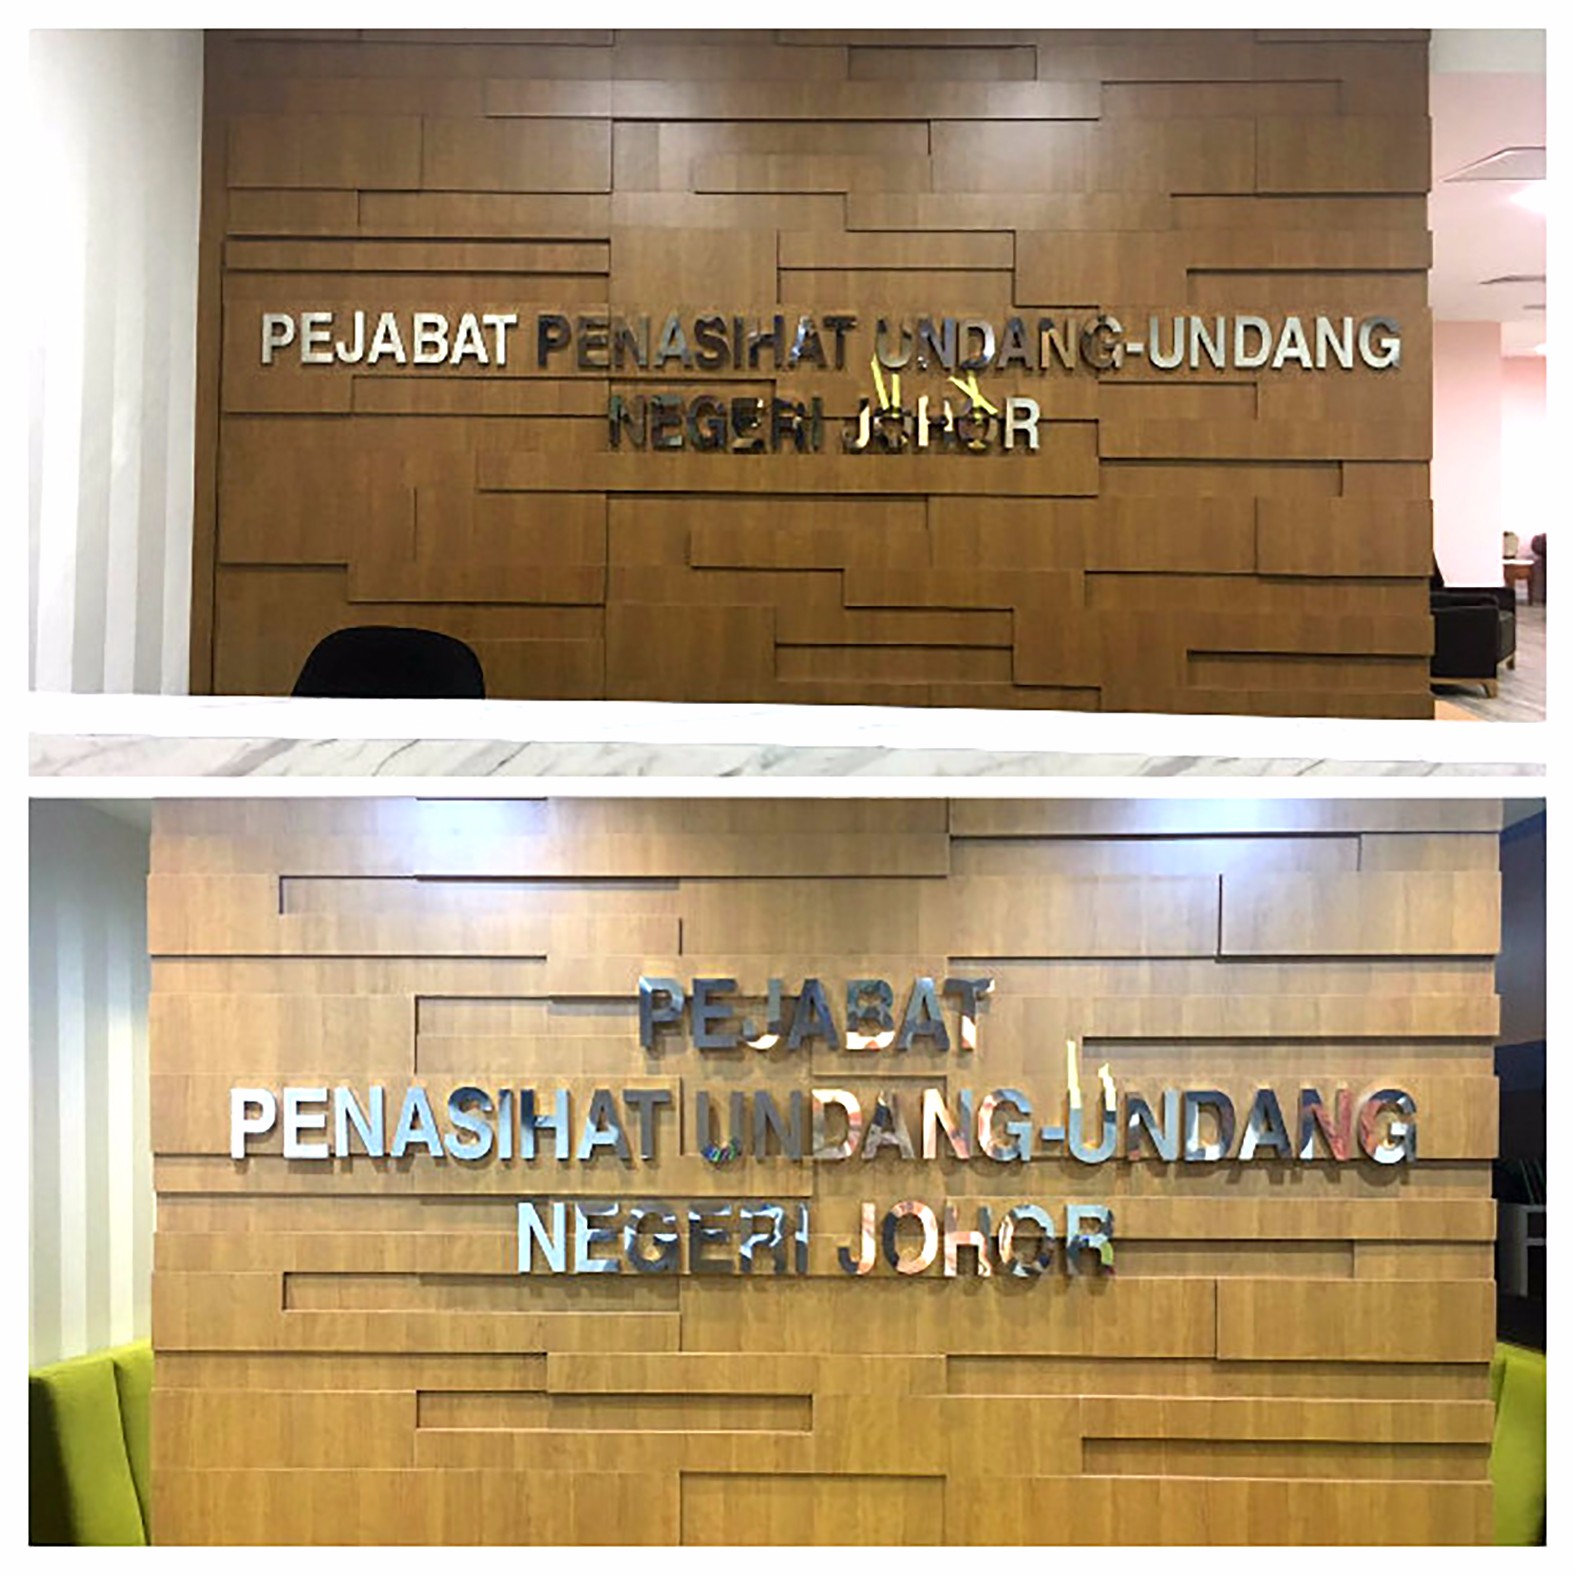 PEJABAT PENASIHAT UNDANG-UNDANG
NEGERI JOHOR
PEJABAT
PENASIHAT UNDANG-UNDANG
NEGERI JOHOR